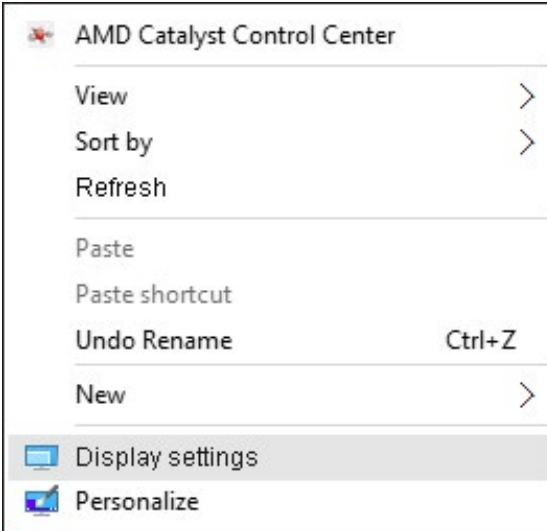 AMD Catalyst Control Center
View
Sort by
Refresh
Paste
Paste shortcut
Undo Rename Ctrl+Z
New
Display settings
Personalize